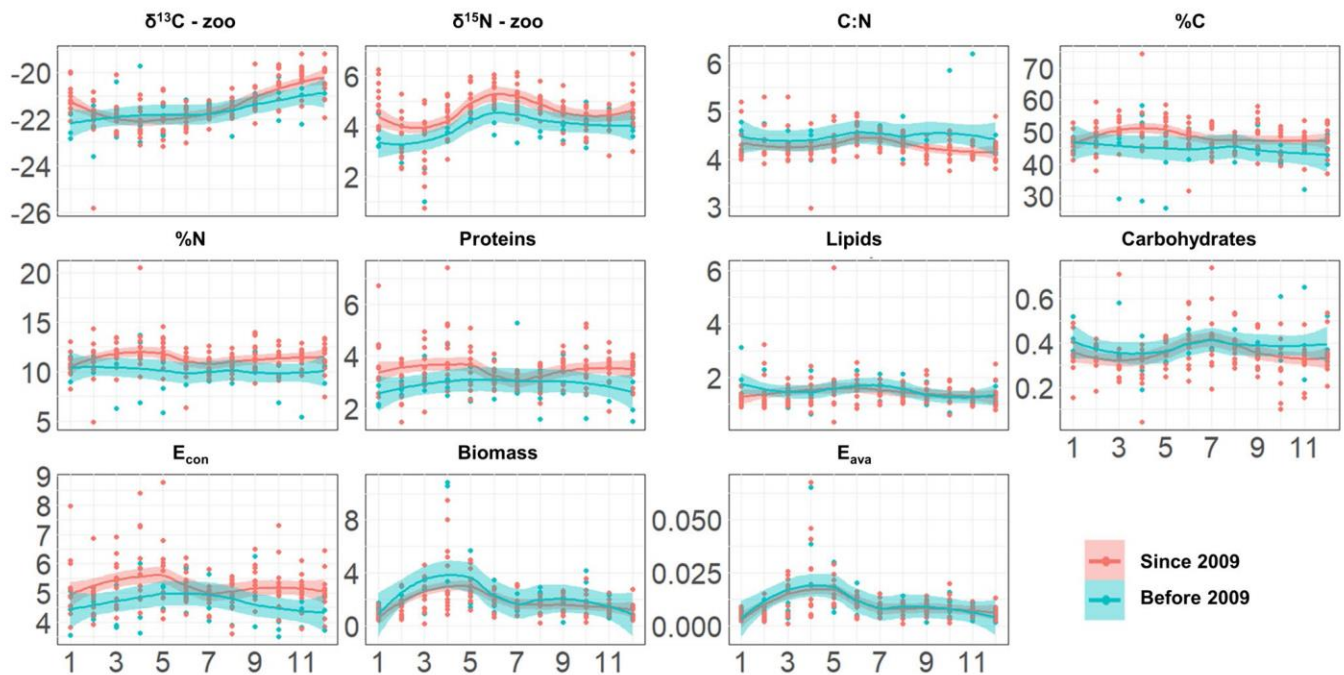 δ¹³C - zoo
δ¹⁵N - zoo
C:N
%C
-20
-22
-24
-26
6
4
2
6
5
4
3
70
60
50
40
30
%N
Proteins
Lipids
Carbohydrates
20
15
10
5
6
4
2
6
4
2
0.6
0.4
0.2
1 3 5 7 9 11
E_con
Biomass
E_ava
9
8
7
6
5
4
8
4
0
0.050
0.025
0.000
Since 2009
Before 2009
1 3 5 7 9 11
1 3 5 7 9 11
1 3 5 7 9 11